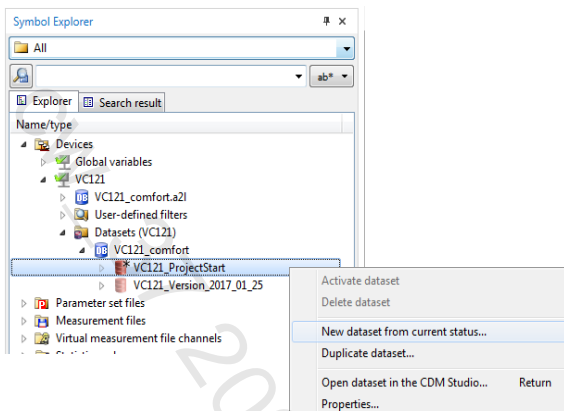 Symbol Explorer
All
ab*
Explorer
Search result
Name/type
Devices
Global variables
VC121
VC121_comfort.a2l
User-defined filters
Datasets (VC121)
VC121_comfort
VC121_ProjectStart
VC121_Version_2017_01_25
Parameter set files
Measurement files
Virtual measurement file channels
Activate dataset
Delete dataset
New dataset from current status...
Duplicate dataset...
Open dataset in the CDM Studio... Return
Properties...